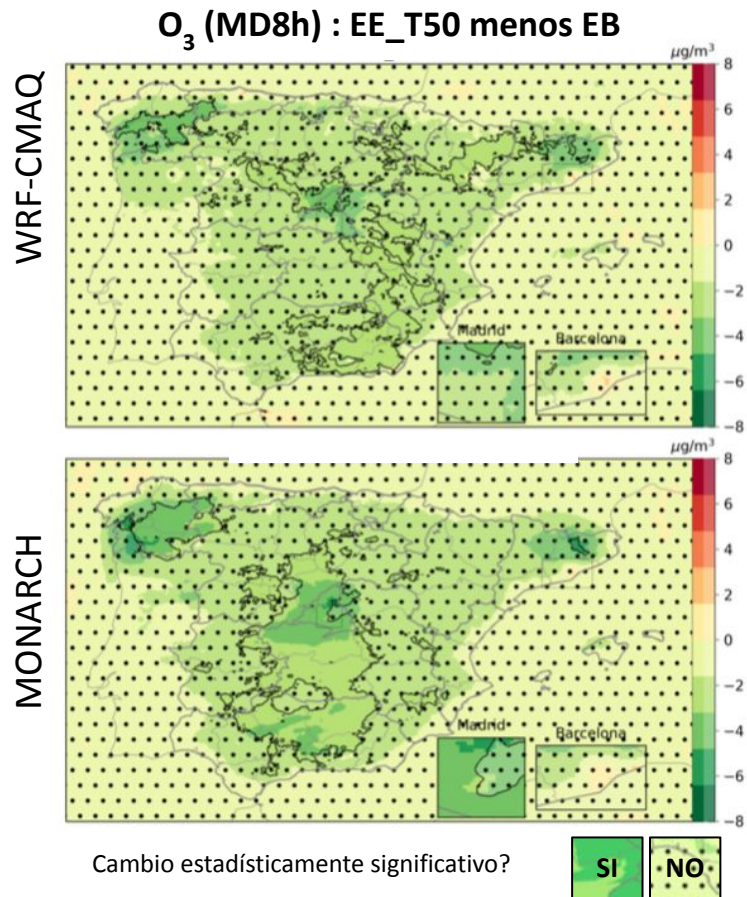 O3 (MD8h) : EE_T50 menos EB
μg/m³
WRF-CMAQ
8
6
4
2
0
−2
−4
−6
−8
Madrid
Barcelona
μg/m³
MONARCH
8
6
4
2
0
−2
−4
−6
−8
Madrid
Barcelona
Cambio estadísticamente significativo?
SI
NO